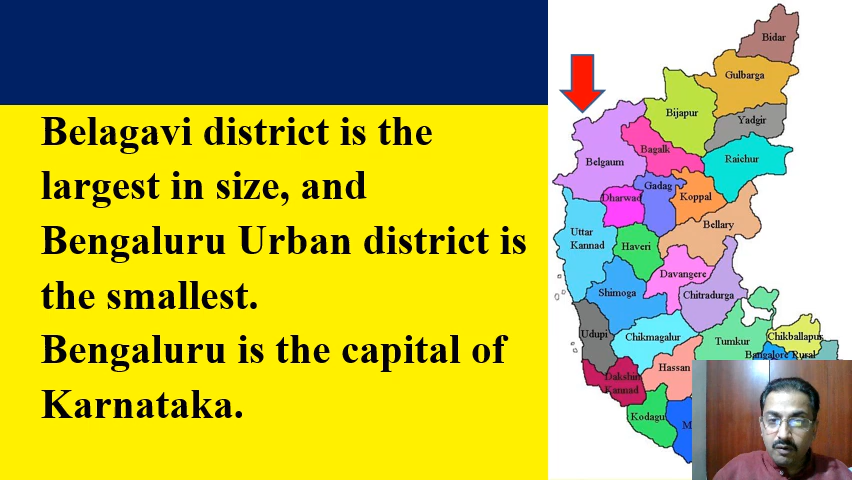 Belagavi district is the
largest in size, and
Bengaluru Urban district is
the smallest.
Bengaluru is the capital of
Karnataka.
Bidar
Gulbarga
Bijapur
Yadgir
Bagalk
Belgaum
Raichur
Gadag
Dharwad
Koppal
Bellary
Uttar
Kannad
Haveri
Davangere
Shimoga
Chitradurga
Udupi
Chikmagalur
Tumkur
Chikballapur
Bangalore Rural
Hassan
Dakshin
Kannad
Kodagu
M